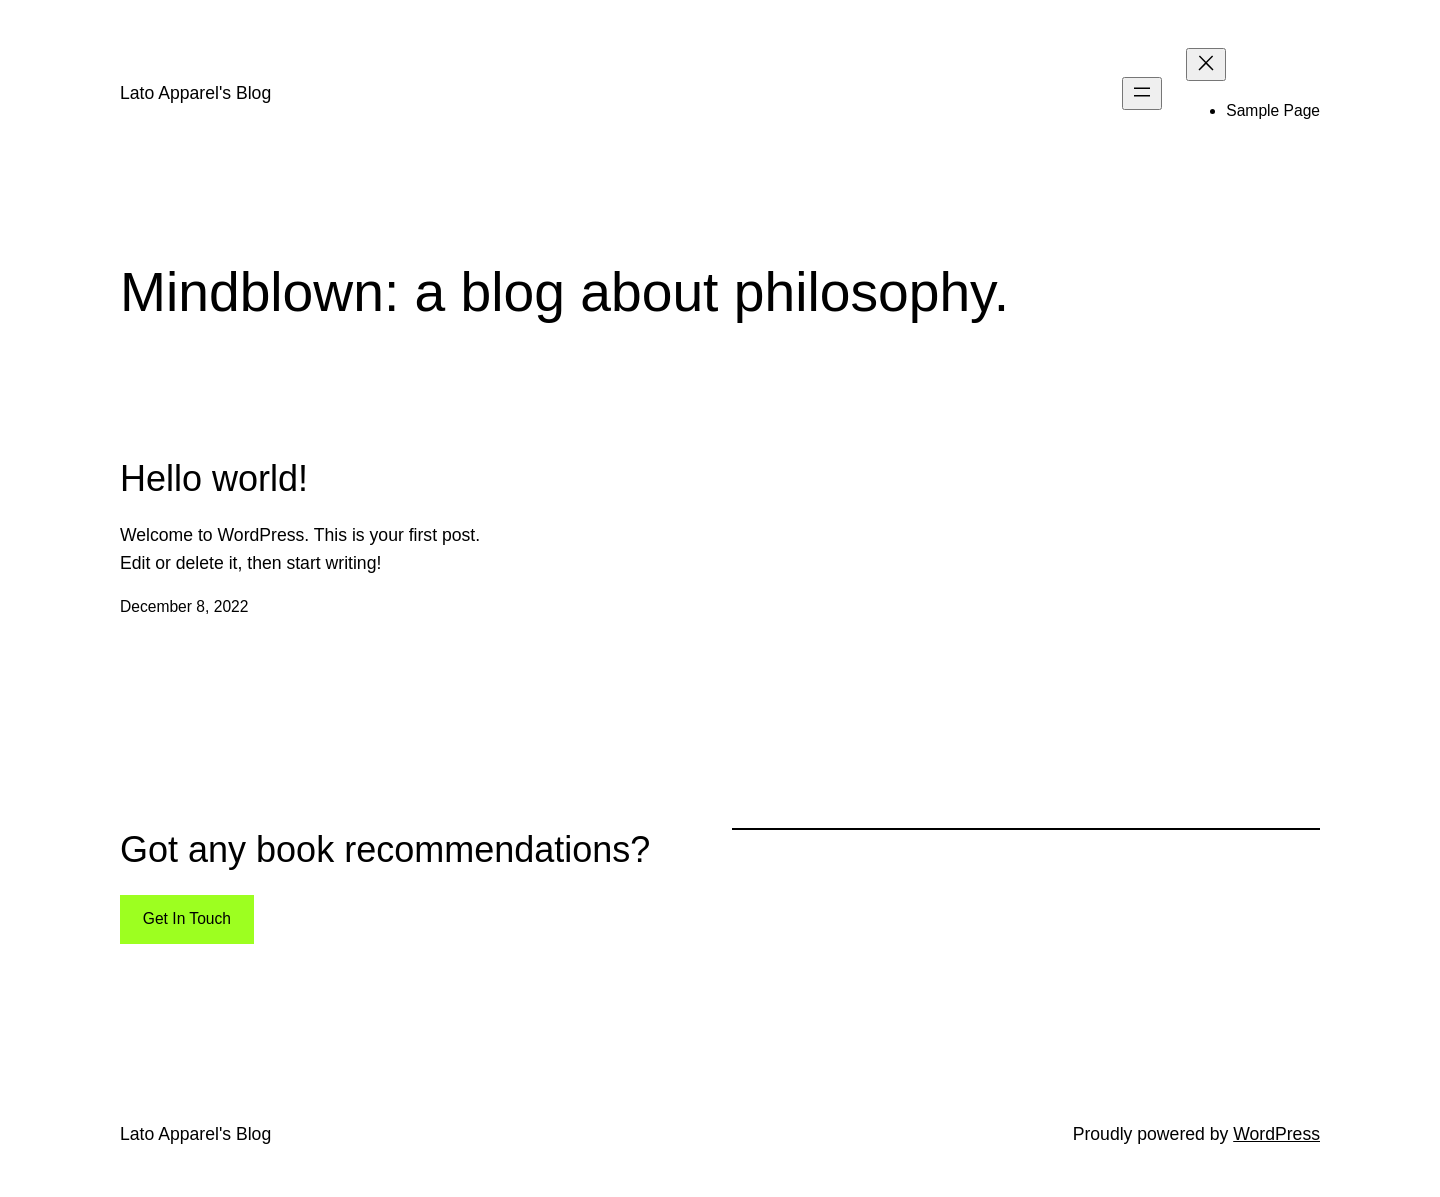 Lato Apparel's Blog
Sample Page
Mindblown: a blog about philosophy.
Hello world!
Welcome to WordPress. This is your first post.
Edit or delete it, then start writing!
December 8, 2022
Got any book recommendations?
Get In Touch
Lato Apparel's Blog
Proudly powered by WordPress